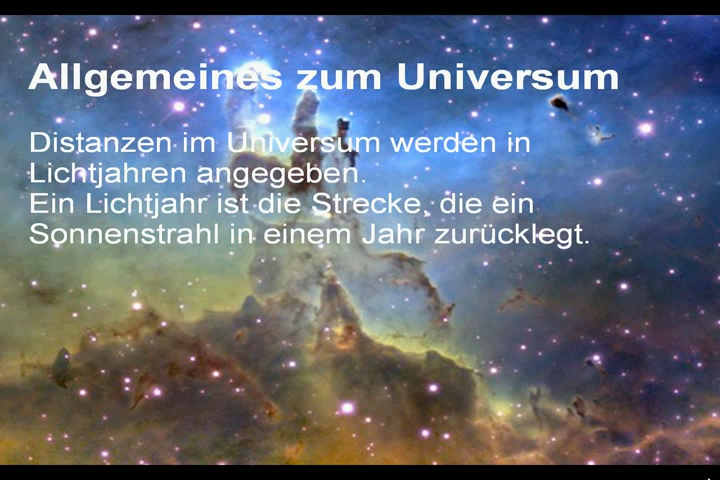 Allgemeines zum Universum
Distanzen im Universum werden in
Lichtjahren angegeben.
Ein Lichtjahr ist die Strecke, die ein
Sonnenstrahl in einem Jahr zurücklegt.